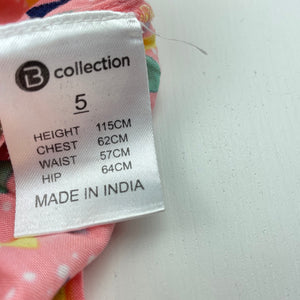 B collection
5
HEIGHT 115CM
CHEST 62CM
WAIST 57CM
HIP 64CM
MADE IN INDIA